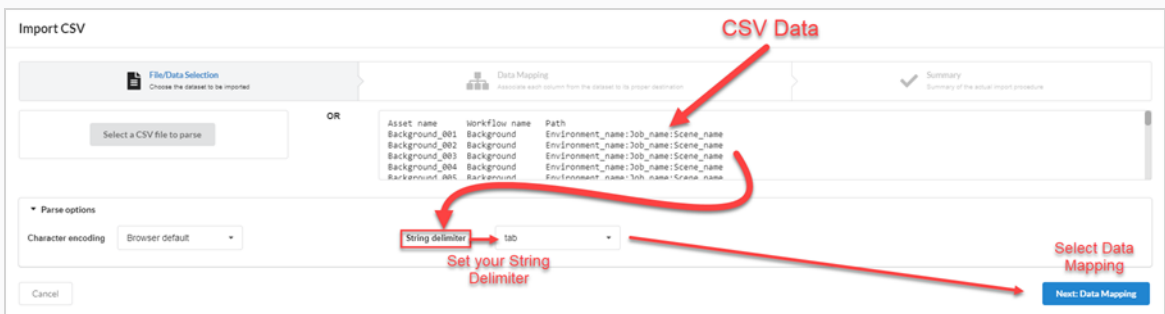 Import CSV
CSV Data
File/Data Selection
Choose the dataset to be imported
Data Mapping
Associate each column from the dataset to its proper destination
Summary
Summary of the actual import procedure
Select a CSV file to parse
OR
Asset name Workflow name Path
Background_001 Background Environment_name:Job_name:Scene_name
Background_002 Background Environment_name:Job_name:Scene_name
Background_003 Background Environment_name:Job_name:Scene_name
Background_004 Background Environment_name:Job_name:Scene_name
Background_005 Background Environment_name:Job_name:Scene_name
Parse options
Character encoding Browser default
String delimiter tab
Set your String
Delimiter
Select Data
Mapping
Cancel
Next: Data Mapping